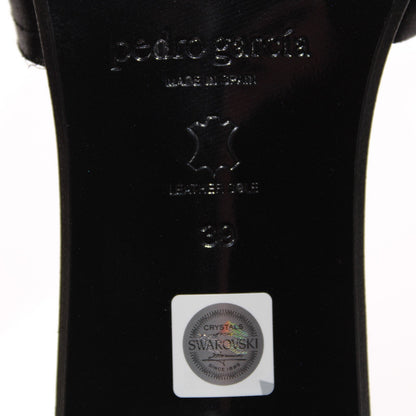 pedro garcía
MADE IN SPAIN
LEATHER SOLE
39
CRYSTALS
SWAROVSKI
SINCE 1895